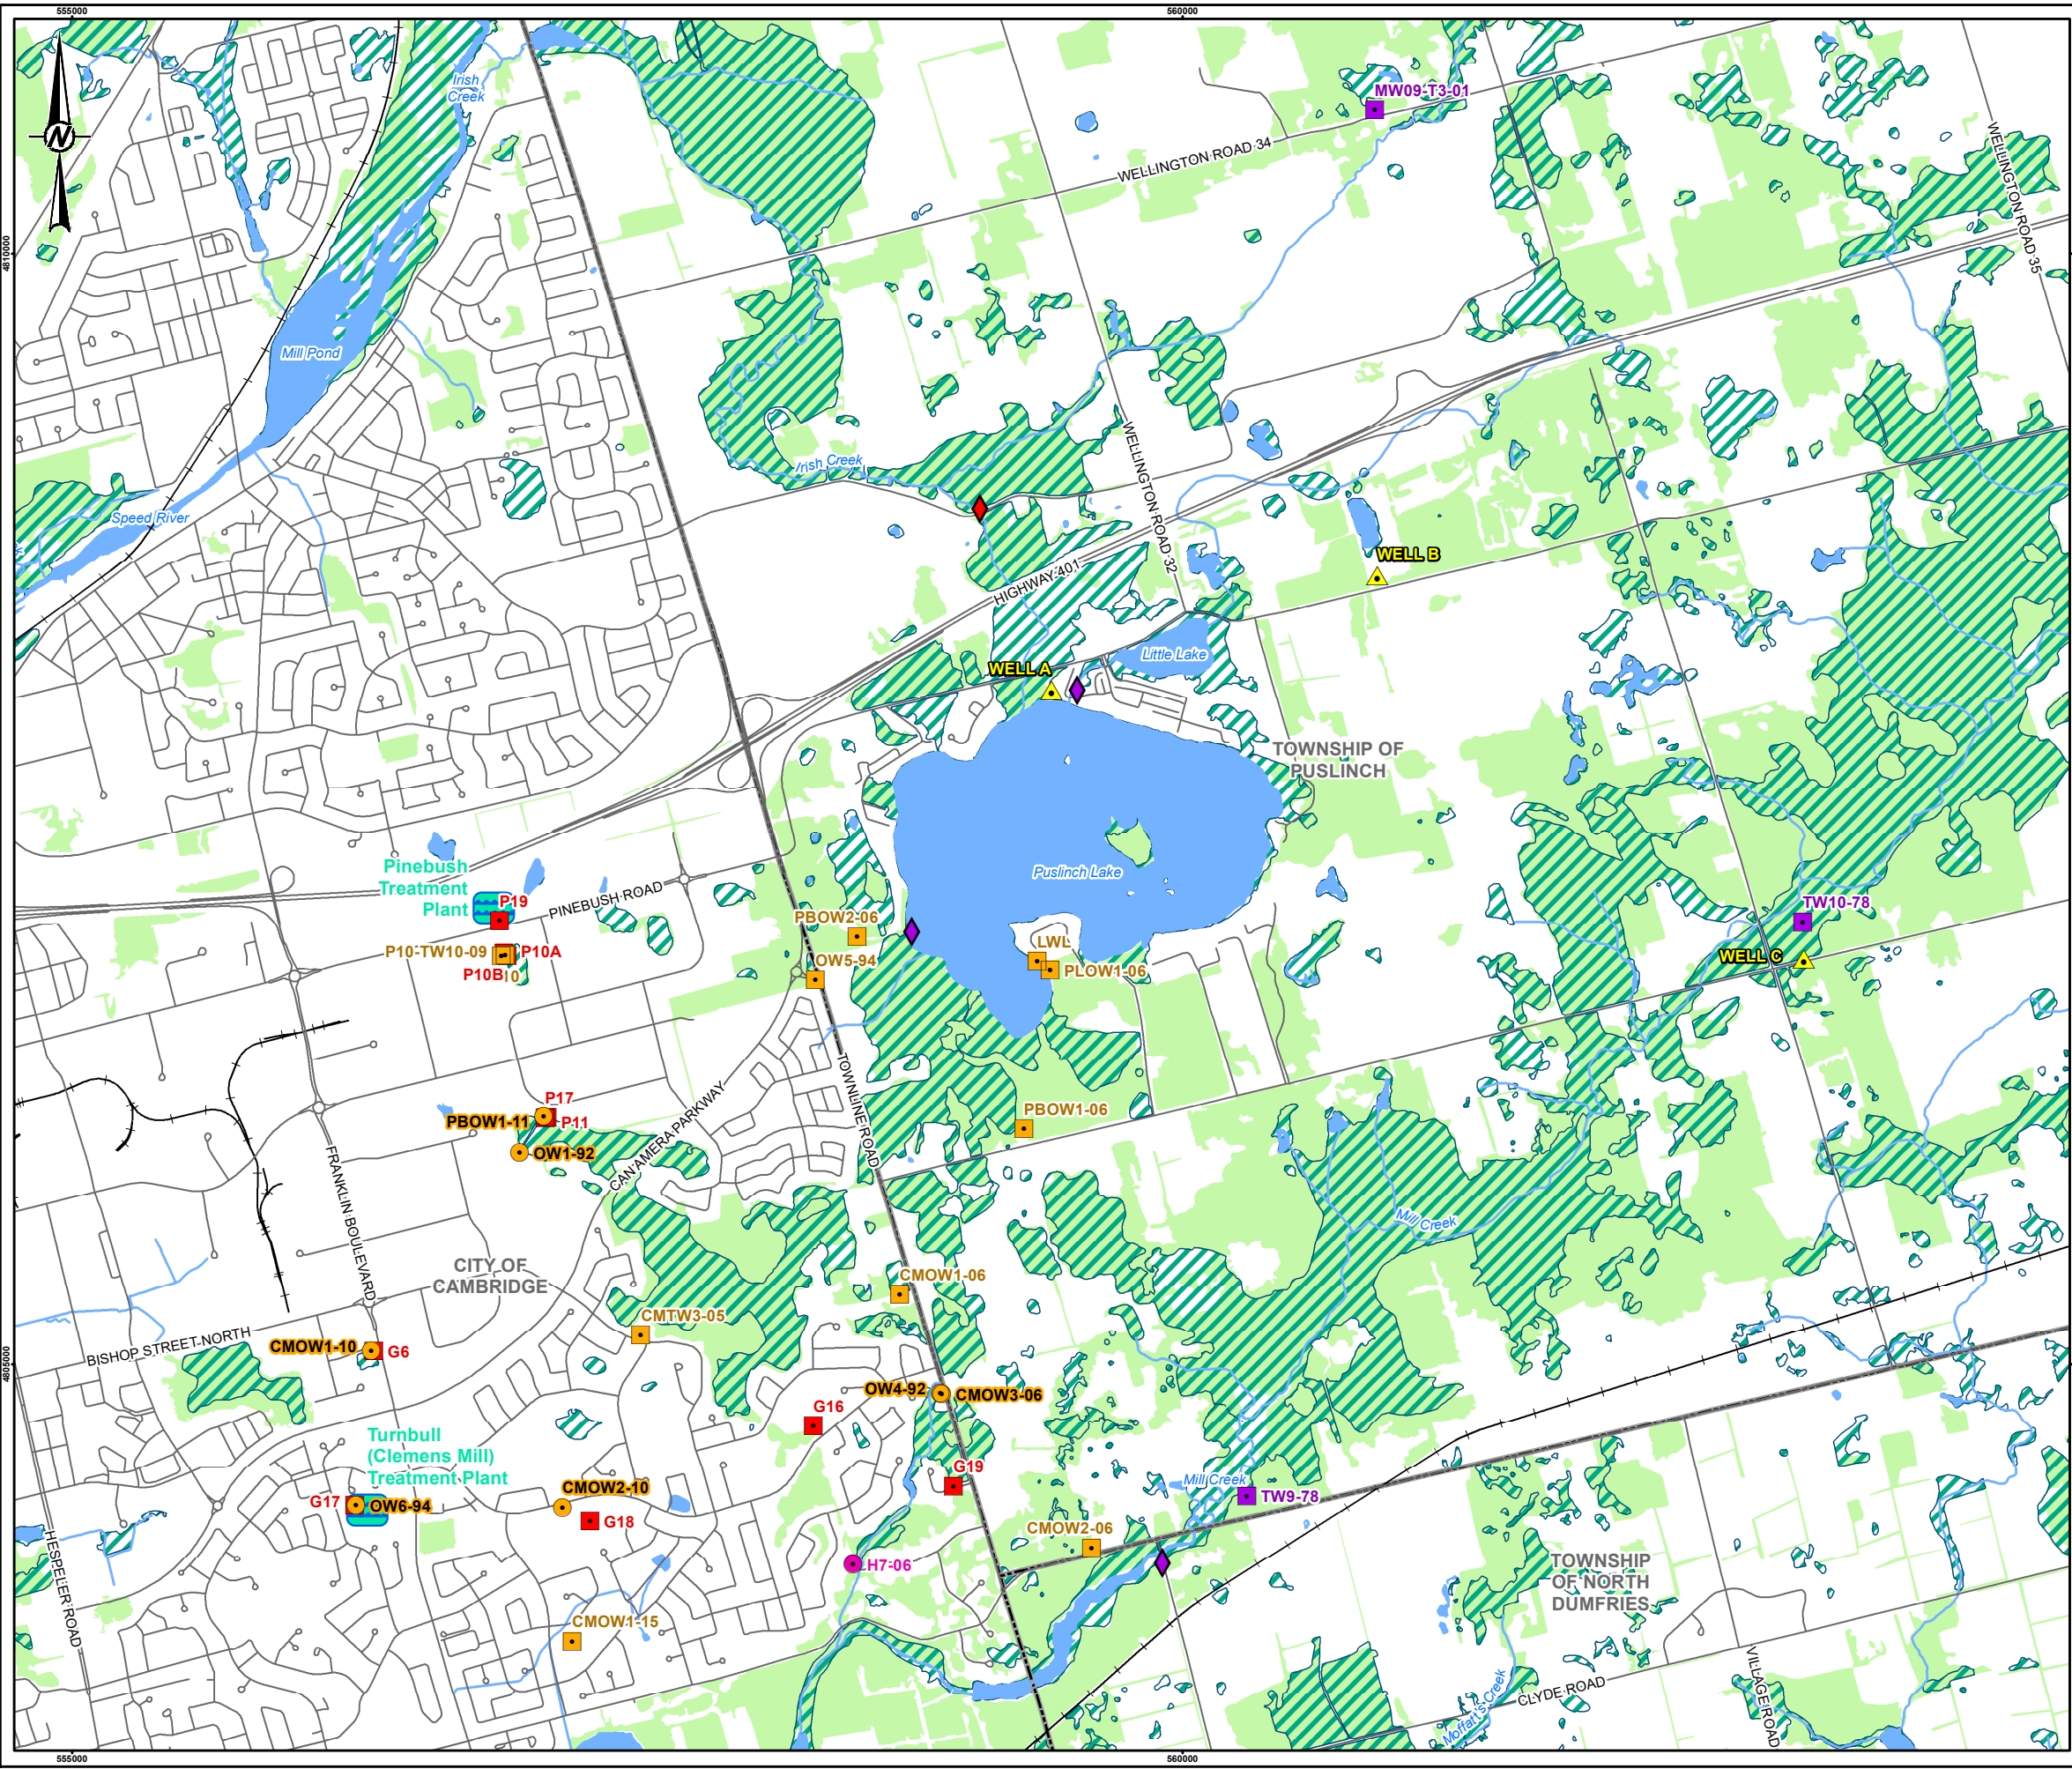 555000
560000
Irish
Creek
MW09-T3-01
N
WELLINGTON ROAD 34
WELLINGTON ROAD 35
4810000
Mill Pond
Irish Creek
WELLINGTON ROAD 32
Speed River
WELL B
HIGHWAY 401
Little Lake
WELL A
TOWNSHIP OF
PUSLINCH
Pinebush
Treatment
Plant
P19
PINEBUSH ROAD
Puslinch Lake
TW10-78
PBOW2-06
LWL
P10-TW10-09
P10A
OW5-94
PLOW1-06
WELL C
P10B
10
TOWNLINE ROAD
P17
PBOW1-11
P11
PBOW1-06
CAN'AMERA PARKWAY
OW1-92
FRANKLIN BOULEVARD
Mill Creek
CITY OF
CAMBRIDGE
CMOW1-06
CMTW3-05
BISHOP STREET NORTH
CMOW1-10
G6
4805000
OW4-92
CMOW3-06
G16
Turnbull
(Clemens Mill)
Treatment Plant
G19
Mill Creek
CMOW2-10
TW9-78
G17
OW6-94
G18
CMOW2-06
HESPELER ROAD
H7-06
TOWNSHIP
OF NORTH
DUMFRIES
CMOW1-15
VILLAGE ROAD
CLYDE ROAD
Moffat's Creek
555000
560000